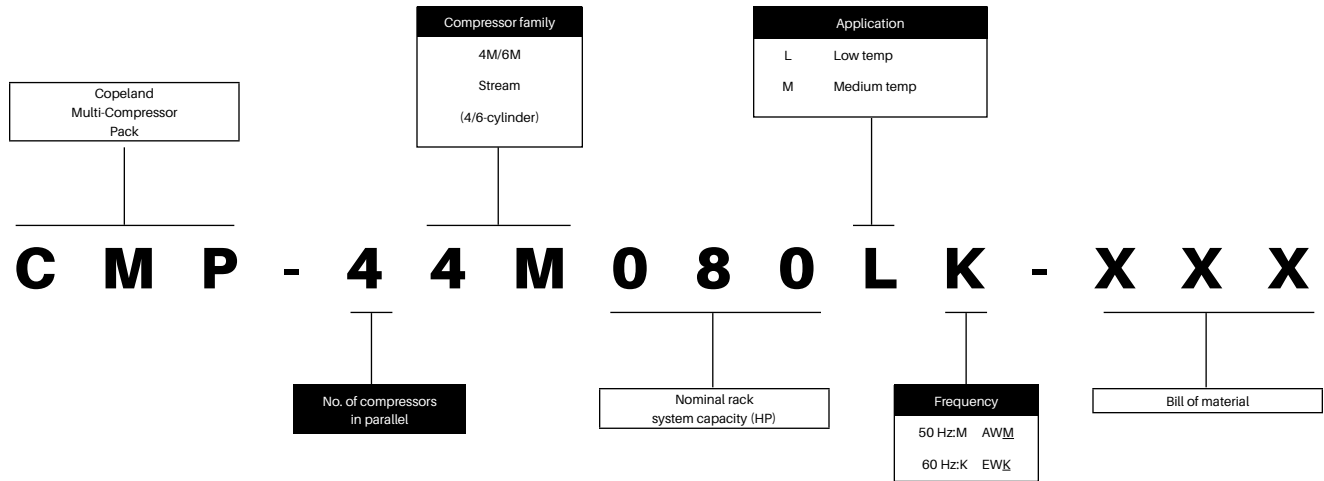 Compressor family
4M/6M
Stream
(4/6-cylinder)
Application
L Low temp
M Medium temp
Copeland
Multi-Compressor
Pack
C M P - 4 4 M 0 8 0 L K - X X X
No. of compressors
in parallel
Nominal rack
system capacity (HP)
Frequency
50 Hz:M AWM
60 Hz:K EWK
Bill of material